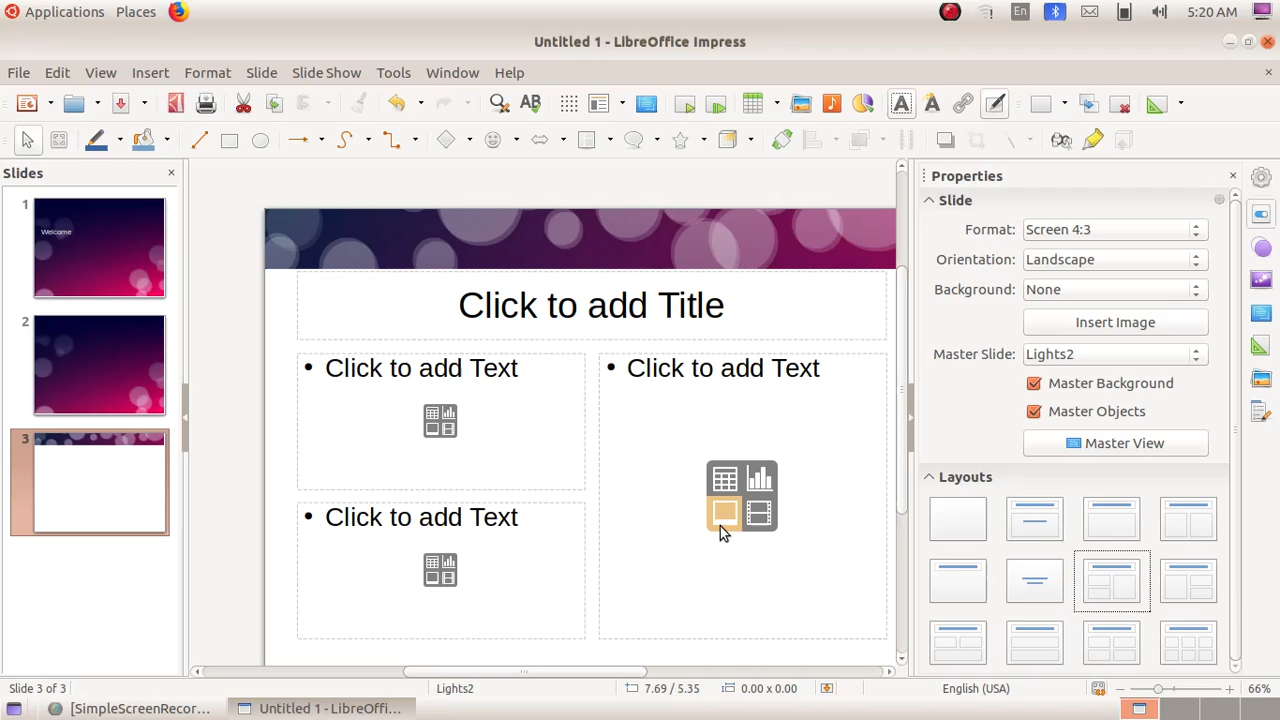 Applications Places En 5:20 AM
Untitled 1 - LibreOffice Impress
File Edit View Insert Format Slide Slide Show Tools Window Help
Slides
1
Welcome
2
3
Click to add Title
• Click to add Text
• Click to add Text
• Click to add Text
Properties
Slide
Format: Screen 4:3
Orientation: Landscape
Background: None
Insert Image
Master Slide: Lights2
Master Background
Master Objects
Master View
Layouts
Slide 3 of 3 Lights2 7.69 / 5.35 0.00 x 0.00 English (USA) 66%
[SimpleScreenRecor... Untitled 1 - LibreOffi...